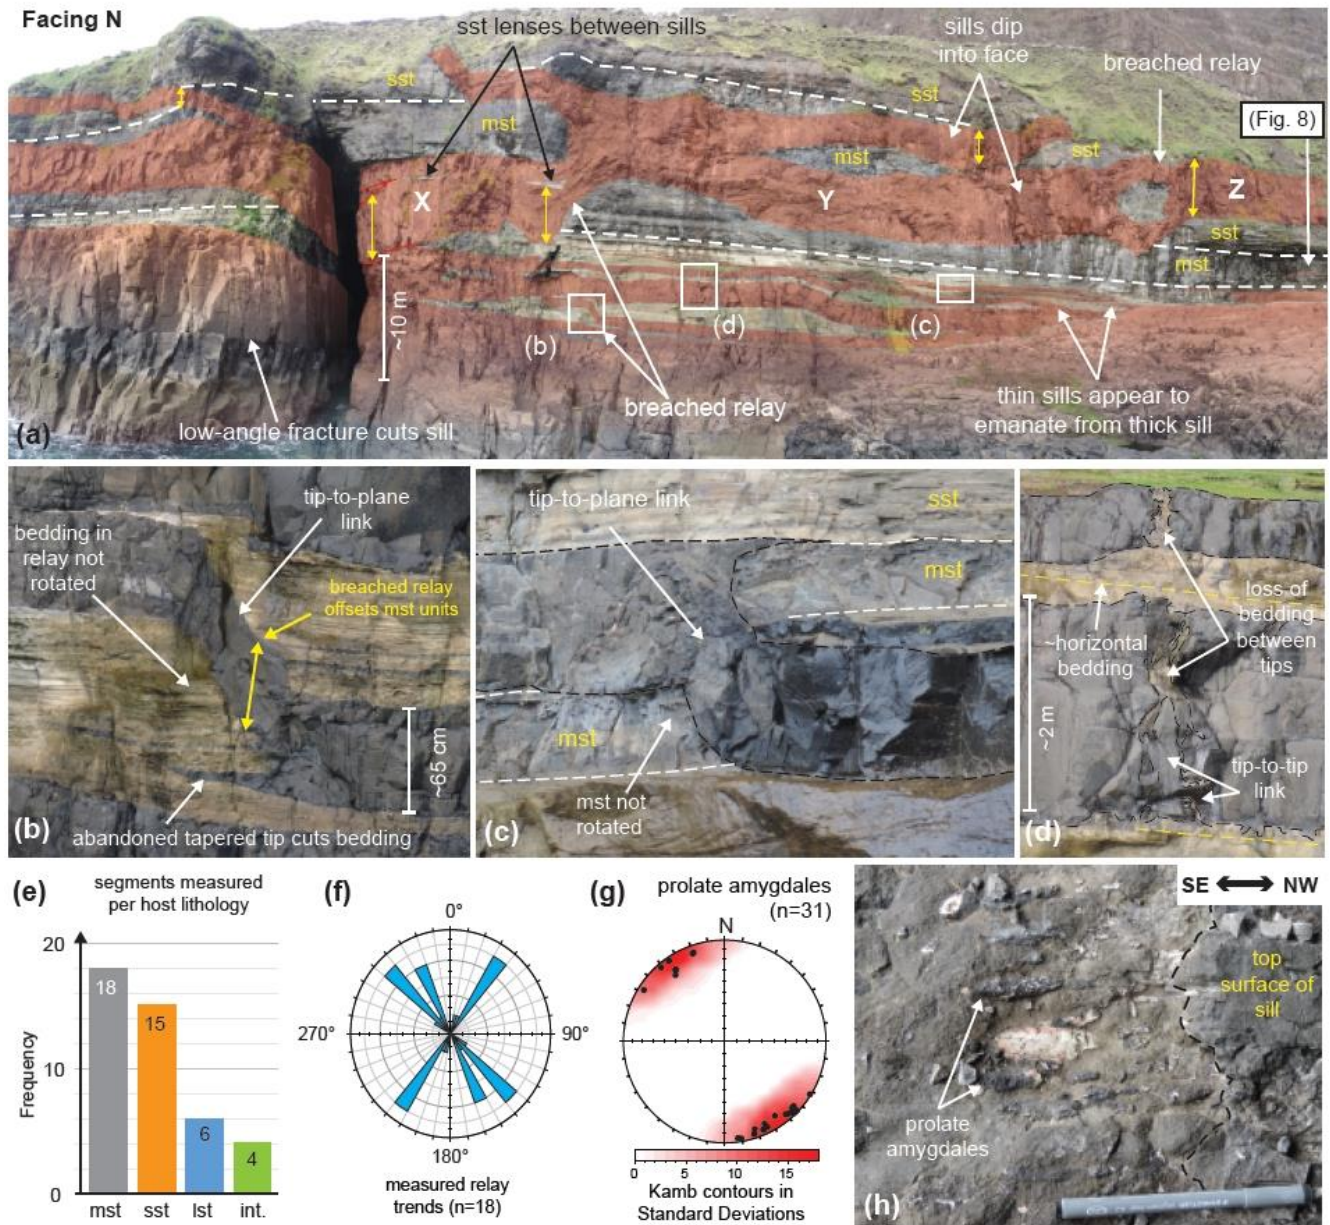 Facing N
sst lenses between sills
sills dip
into face
breached relay
(Fig. 8)
sst
sst
mst
mst
sst
X
Y
Z
sst
mst
~10 m
(b)
(d)
(c)
breached relay
thin sills appear to
emanate from thick sill
low-angle fracture cuts sill
(a)
tip-to-plane
link
bedding in
relay not
rotated
breached relay
offsets mst units
~65 cm
abandoned tapered tip cuts bedding
(b)
tip-to-plane link
sst
mst
mst
mst not
rotated
(c)
loss of
bedding
between
tips
~horizontal
bedding
~2 m
tip-to-tip
link
(d)
(e)
segments measured
per host lithology
20
10
0
Frequency
18
15
6
4
mst
sst
lst
int.
(f)
0°
270°
90°
180°
measured relay
trends (n=18)
(g)
prolate amygdales
(n=31)
N
0
5
10
15
Kamb contours in
Standard Deviations
SE
NW
top
surface of
sill
prolate
amygdales
(h)